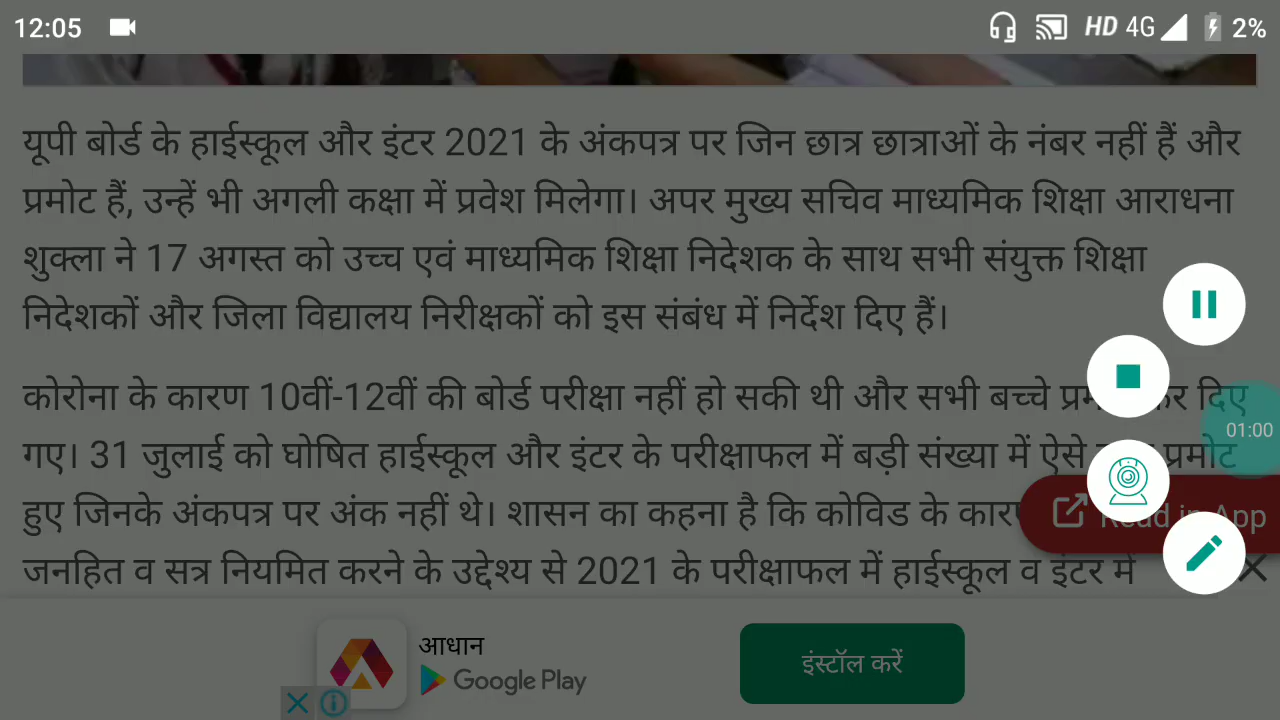 12:05 HD 4G 2%
यूपी बोर्ड के हाईस्कूल और इंटर 2021 के अंकपत्र पर जिन छात्र छात्राओं के नंबर नहीं हैं और
प्रमोट हैं, उन्हें भी अगली कक्षा में प्रवेश मिलेगा। अपर मुख्य सचिव माध्यमिक शिक्षा आराधना
शुक्ला ने 17 अगस्त को उच्च एवं माध्यमिक शिक्षा निदेशक के साथ सभी संयुक्त शिक्षा
निदेशकों और जिला विद्यालय निरीक्षकों को इस संबंध में निर्देश दिए हैं।
कोरोना के कारण 10वीं-12वीं की बोर्ड परीक्षा नहीं हो सकी थी और सभी बच्चे दिए
01:00
गए। 31 जुलाई को घोषित हाईस्कूल और इंटर के परीक्षाफल में बड़ी संख्या में ऐसे प्रमोट
हुए जिनके अंकपत्र पर अंक नहीं थे। शासन का कहना है कि कोविड के
Read in App
जनहित व सत्र नियमित करने के उद्देश्य से 2021 के परीक्षाफल में हाईस्कूल व इंटर में
आधान
Google Play
इंस्टॉल करें